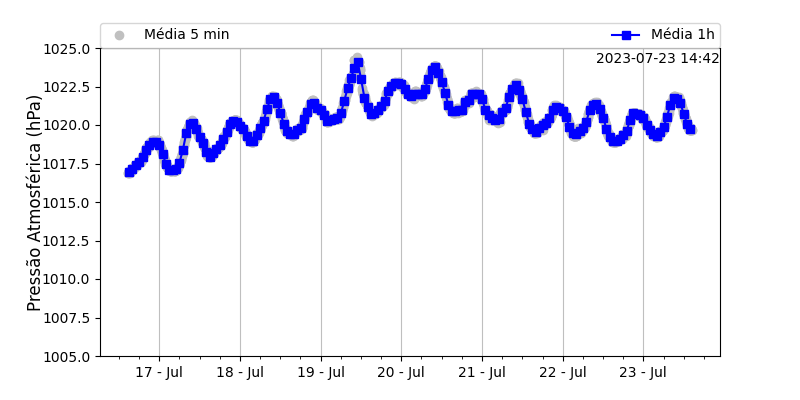 Média 5 min
Média 1h
2023-07-23 14:42
Pressão Atmosférica (hPa)
1025.0
1022.5
1020.0
1017.5
1015.0
1012.5
1010.0
1007.5
1005.0
17 - Jul
18 - Jul
19 - Jul
20 - Jul
21 - Jul
22 - Jul
23 - Jul